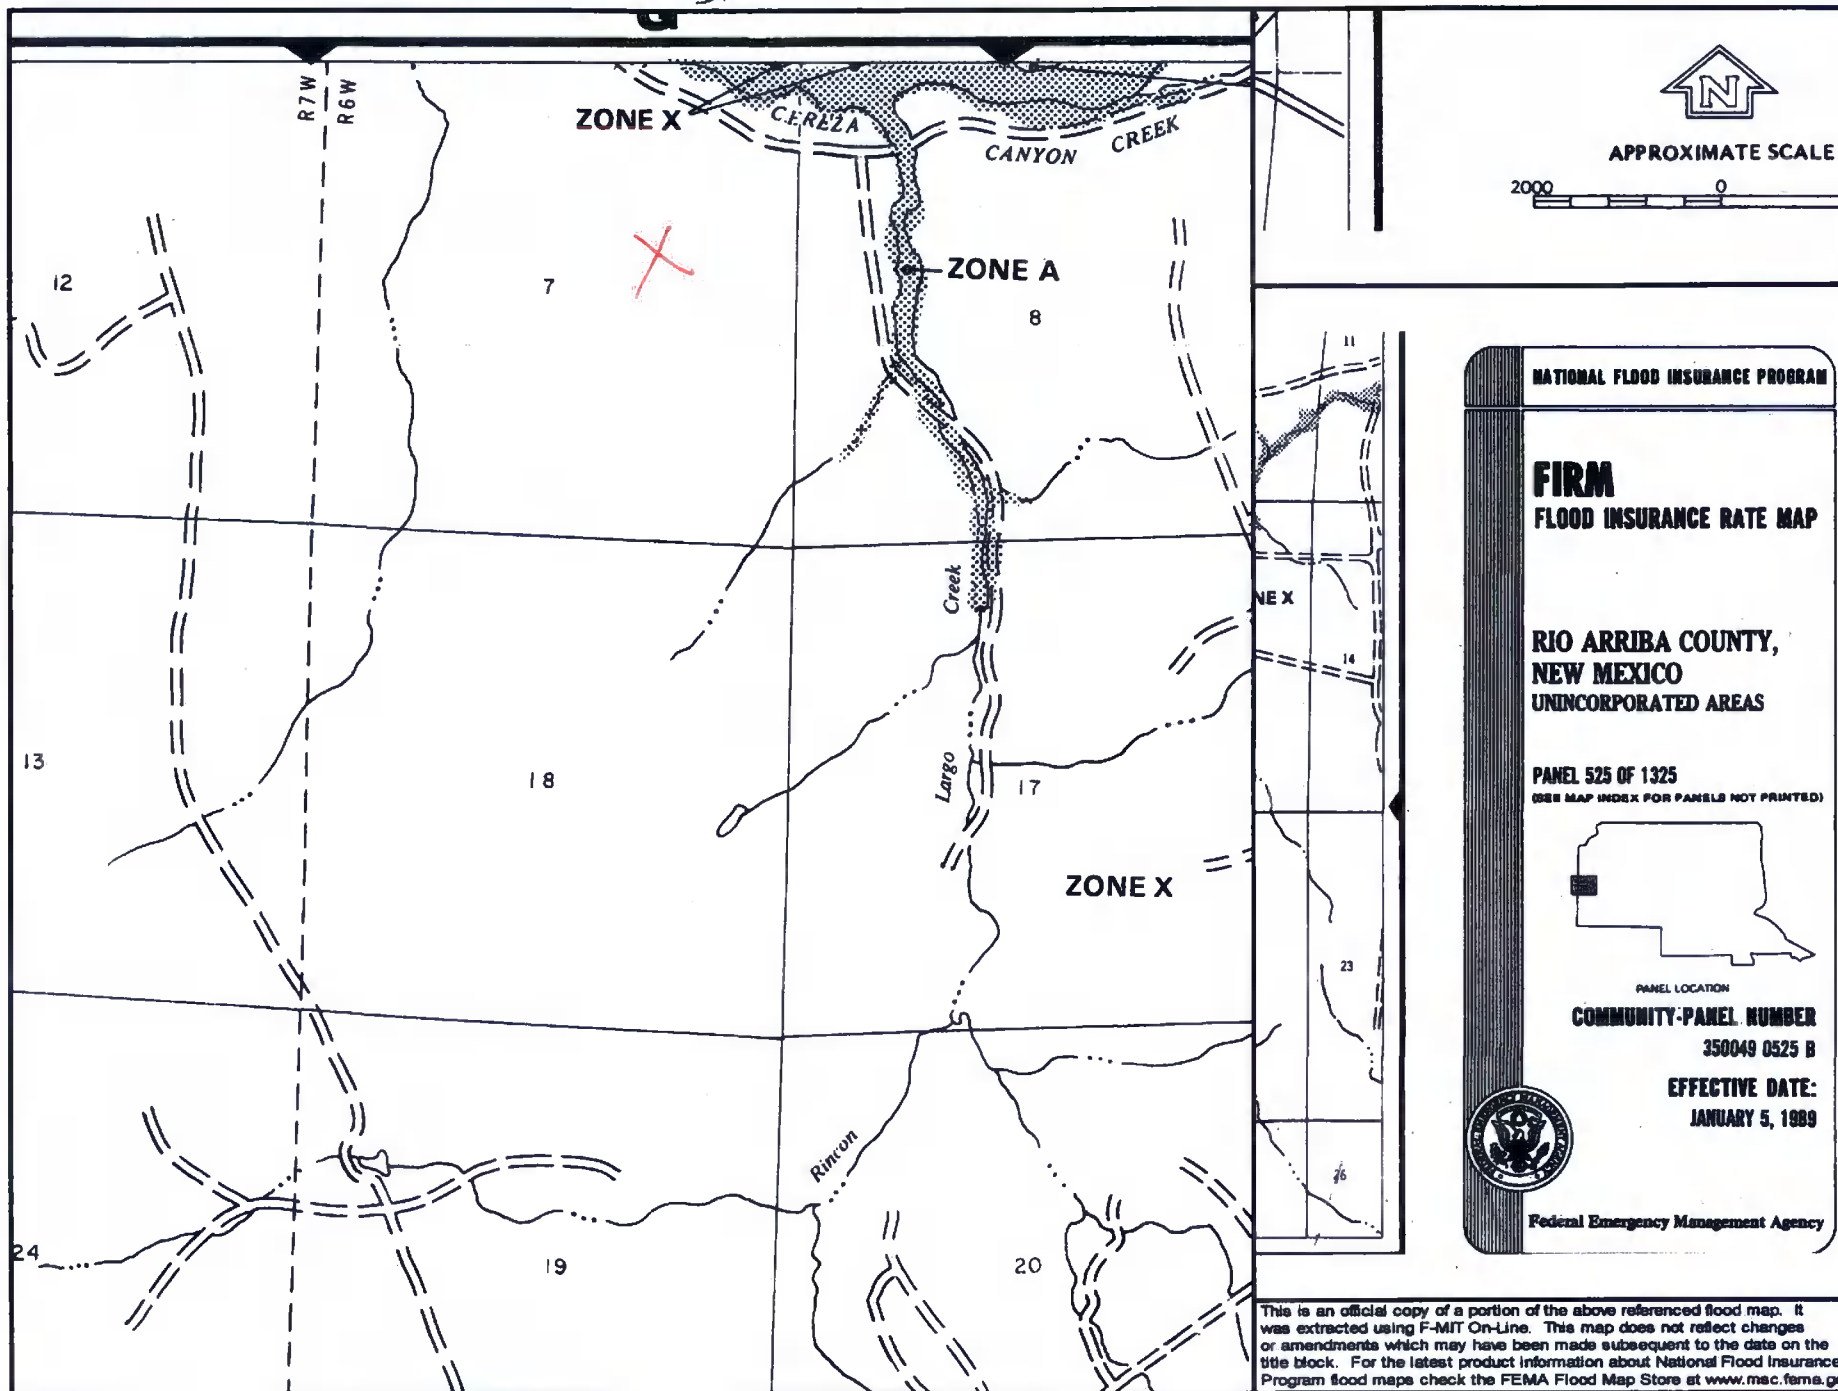 G
R7W
R6W
ZONE X
CEREZA
CANYON
CREEK
12
7
ZONE A
8
Creek
13
18
Largo
17
ZONE X
Rincon
24
19
20
11
NE X
14
23
26
N
APPROXIMATE SCALE
2000
0
NATIONAL FLOOD INSURANCE PROGRAM
FIRM
FLOOD INSURANCE RATE MAP
RIO ARRIBA COUNTY,
NEW MEXICO
UNINCORPORATED AREAS
PANEL 525 OF 1325
(SEE MAP INDEX FOR PANELS NOT PRINTED)
PANEL LOCATION
COMMUNITY-PANEL NUMBER
350049 0525 B
EFFECTIVE DATE:
JANUARY 5, 1989
Federal Emergency Management Agency
This is an official copy of a portion of the above referenced flood map. It
was extracted using F-MIT On-Line. This map does not reflect changes
or amendments which may have been made subsequent to the date on the
title block. For the latest product information about National Flood Insurance
Program flood maps check the FEMA Flood Map Store at www.msc.fema.g